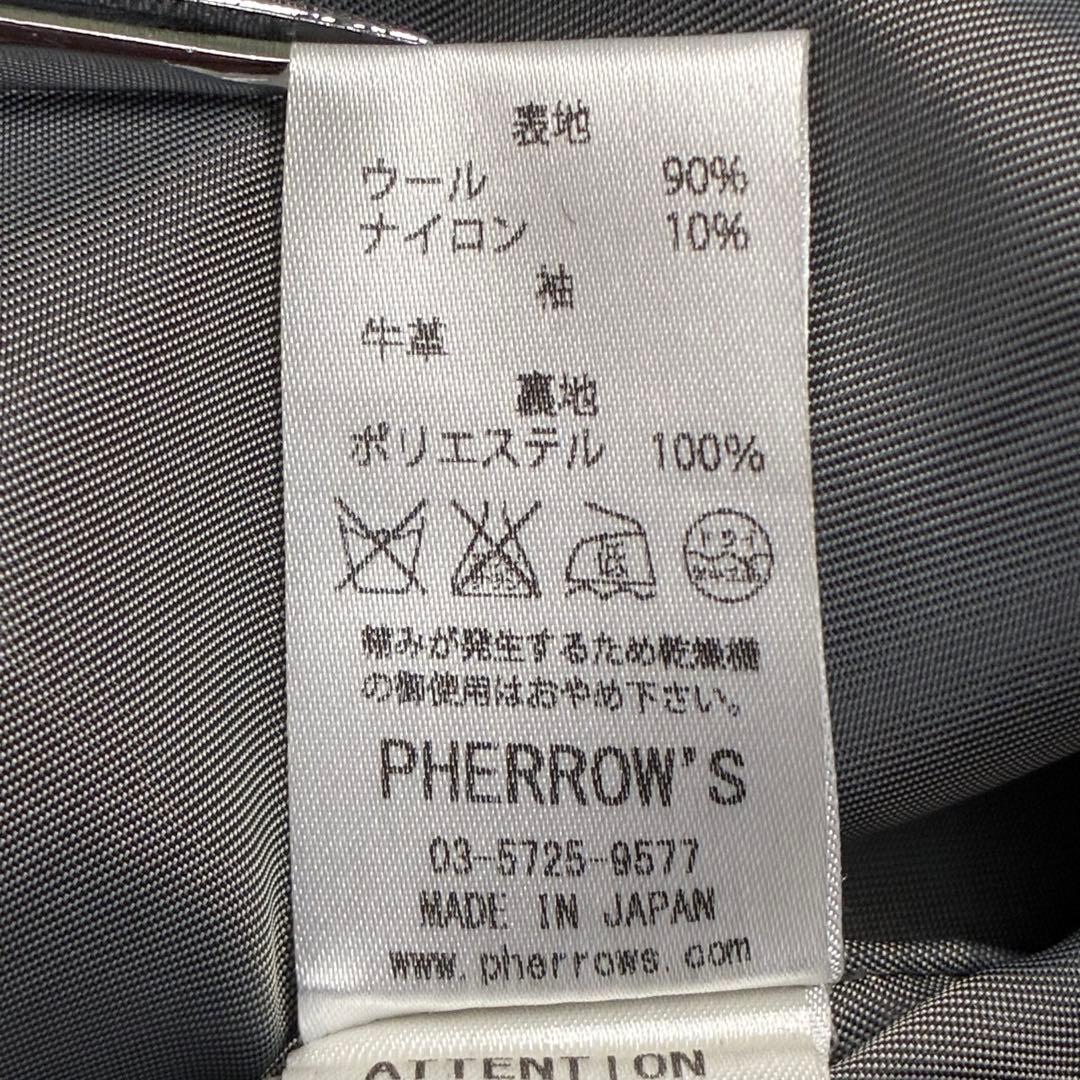 表地
ウール 90%
ナイロン 10%
袖
牛革
裏地
ポリエステル 100%
縮みが発生するため乾燥機
の御使用はおやめ下さい。
PHERROW'S
03-5725-9577
MADE IN JAPAN
www.pherrows.com
ATTENTION